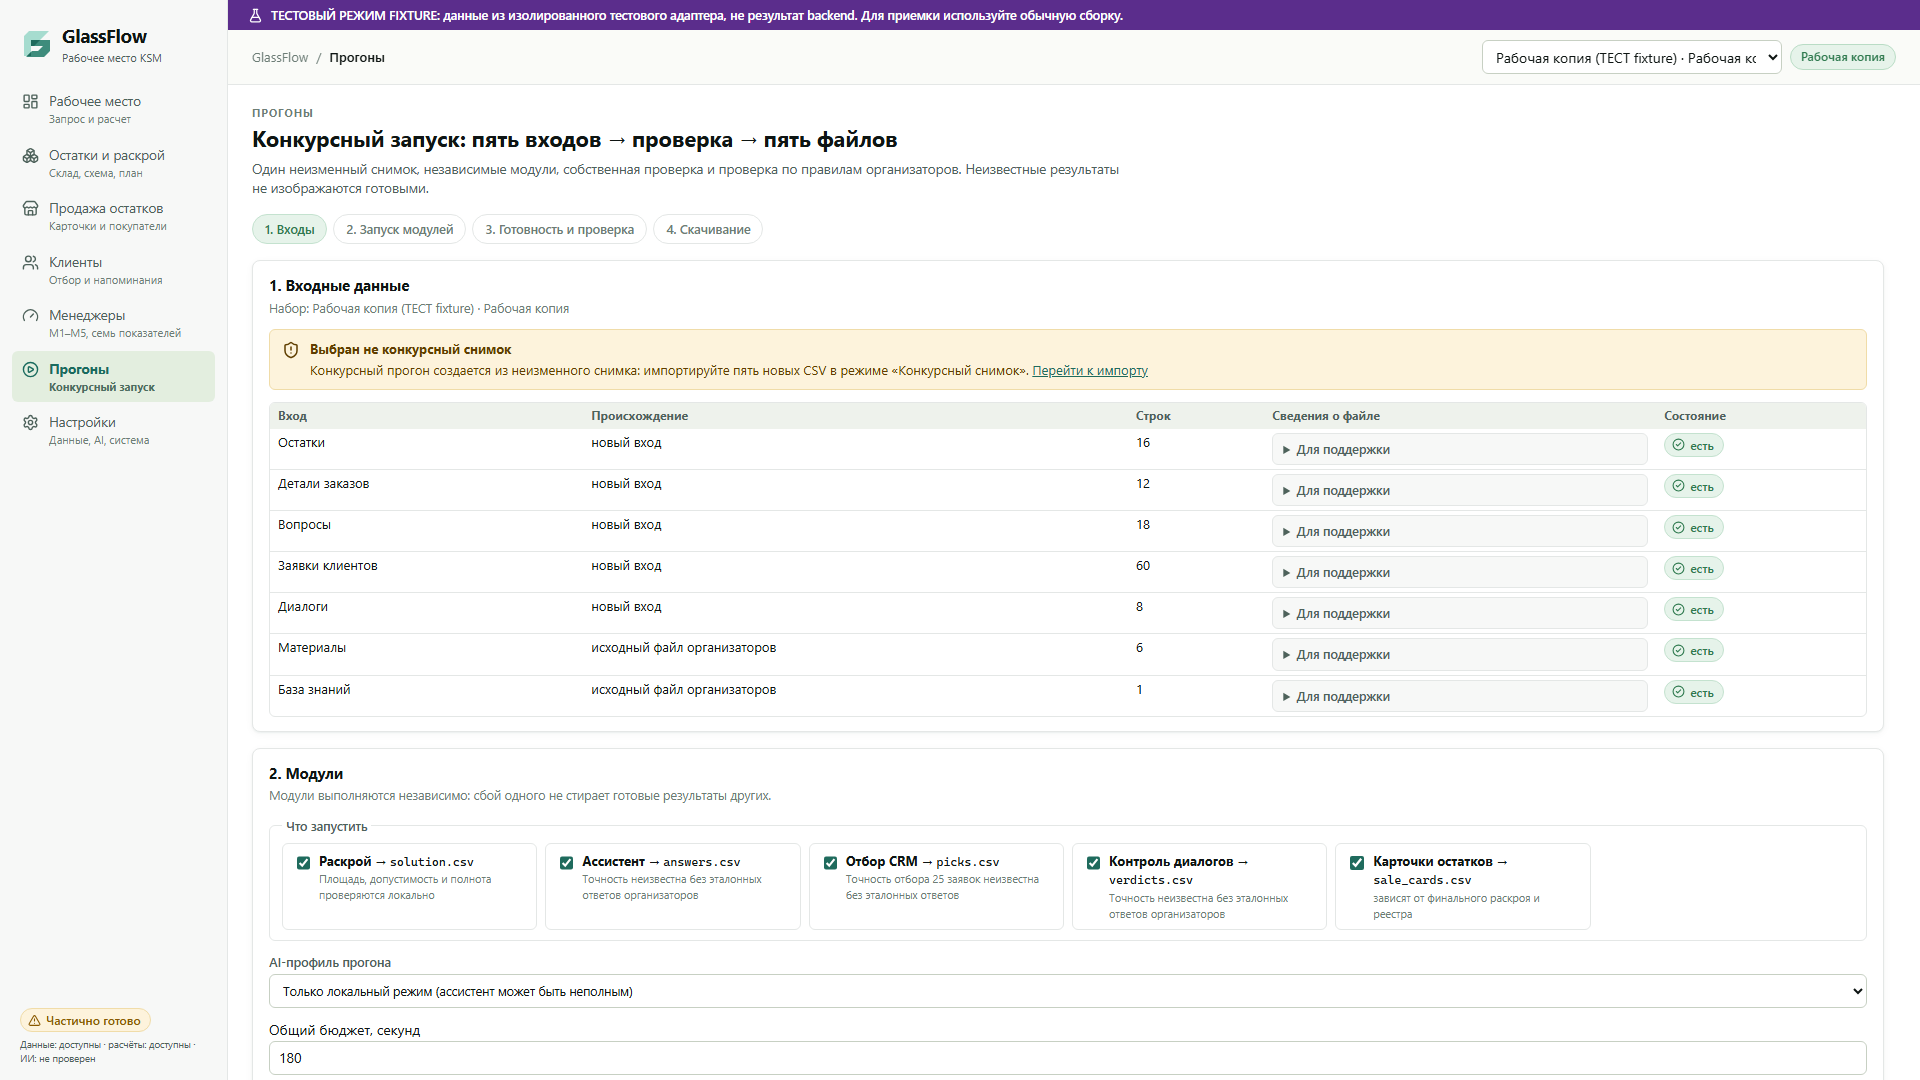 ТЕСТОВЫЙ РЕЖИМ FIXTURE: данные из изолированного тестового адаптера, не результат backend. Для приемки используйте обычную сборку.
GlassFlow
Рабочее место KSM
Рабочее место
Запрос и расчет
Остатки и раскрой
Склад, схема, план
Продажа остатков
Карточки и покупатели
Клиенты
Отбор и напоминания
Менеджеры
М1–М5, семь показателей
Прогоны
Конкурсный запуск
Настройки
Данные, AI, система
Частично готово
Данные: доступны · расчёты: доступны ·
ИИ: не проверен
GlassFlow / Прогоны
Рабочая копия (ТЕСТ fixture) · Рабочая кс
Рабочая копия
ПРОГОНЫ
Конкурсный запуск: пять входов → проверка → пять файлов
Один неизменный снимок, независимые модули, собственная проверка и проверка по правилам организаторов. Неизвестные результаты
не изображаются готовыми.
1. Входы
2. Запуск модулей
3. Готовность и проверка
4. Скачивание
1. Входные данные
Набор: Рабочая копия (ТЕСТ fixture) · Рабочая копия
Выбран не конкурсный снимок
Конкурсный прогон создается из неизменного снимка: импортируйте пять новых CSV в режиме «Конкурсный снимок». Перейти к импорту
Вход Происхождение Строк Сведения о файле Состояние
Остатки новый вход 16 Для поддержки есть
Детали заказов новый вход 12 Для поддержки есть
Вопросы новый вход 18 Для поддержки есть
Заявки клиентов новый вход 60 Для поддержки есть
Диалоги новый вход 8 Для поддержки есть
Материалы исходный файл организаторов 6 Для поддержки есть
База знаний исходный файл организаторов 1 Для поддержки есть
2. Модули
Модули выполняются независимо: сбой одного не стирает готовые результаты других.
Что запустить
Раскрой → solution.csv
Площадь, допустимость и полнота
проверяются локально
Ассистент → answers.csv
Точность неизвестна без эталонных
ответов организаторов
Отбор CRM → picks.csv
Точность отбора 25 заявок неизвестна
без эталонных ответов
Контроль диалогов →
verdicts.csv
Точность неизвестна без эталонных
ответов организаторов
Карточки остатков →
sale_cards.csv
зависят от финального раскроя и
реестра
AI-профиль прогона
Только локальный режим (ассистент может быть неполным)
Общий бюджет, секунд
180